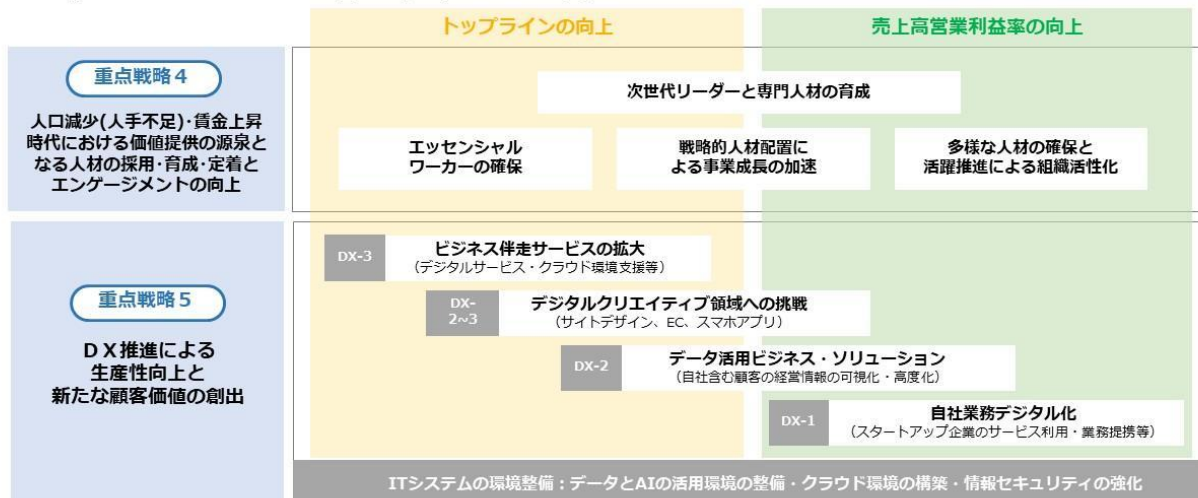 トップラインの向上
売上高営業利益率の向上
重点戦略4
人口減少(人手不足)・賃金上昇
時代における価値提供の源泉と
なる人材の採用・育成・定着と
エンゲージメントの向上
次世代リーダーと専門人材の育成
エッセンシャル
ワーカーの確保
戦略的人材配置に
よる事業成長の加速
多様な人材の確保と
活躍推進による組織活性化
重点戦略5
DX推進による
生産性向上と
新たな顧客価値の創出
DX-3
ビジネス伴走サービスの拡大
(デジタルサービス・クラウド環境支援等)
DX-
2~3
デジタルクリエイティブ領域への挑戦
(サイトデザイン、EC、スマホアプリ)
DX-2
データ活用ビジネス・ソリューション
(自社含む顧客の経営情報の可視化・高度化)
DX-1
自社業務デジタル化
(スタートアップ企業のサービス利用・業務提携等)
ITシステムの環境整備:データとAIの活用環境の整備・クラウド環境の構築・情報セキュリティの強化